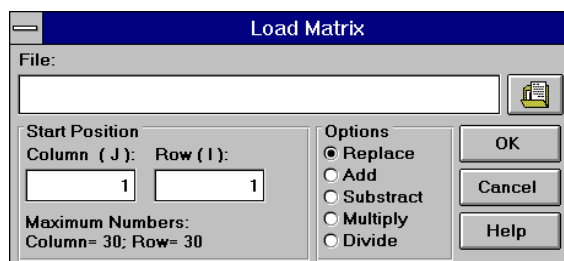 Load Matrix
File:
Start Position
Column ( J ): Row ( I ):
1 1
Maximum Numbers:
Column= 30; Row= 30
Options
Replace
Add
Substract
Multiply
Divide
OK
Cancel
Help